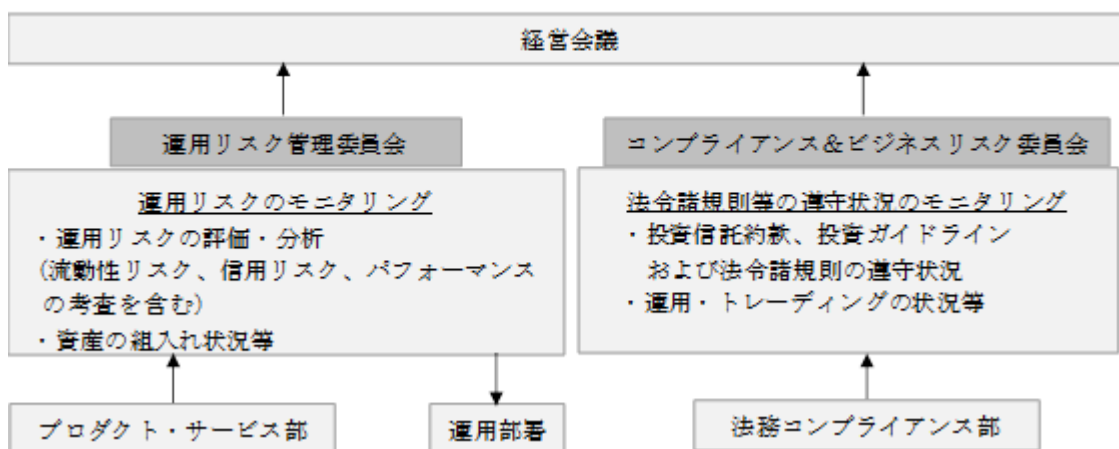 経営会議
運用リスク管理委員会
運用リスクのモニタリング
・運用リスクの評価・分析
(流動性リスク、信用リスク、パフォーマンス
の考査を含む)
・資産の組入れ状況等
プロダクト・サービス部
運用部署
コンプライアンス&ビジネスリスク委員会
法令諸規則等の遵守状況のモニタリング
・投資信託約款、投資ガイドライン
および法令諸規則の遵守状況
・運用・トレーディングの状況等
法務コンプライアンス部